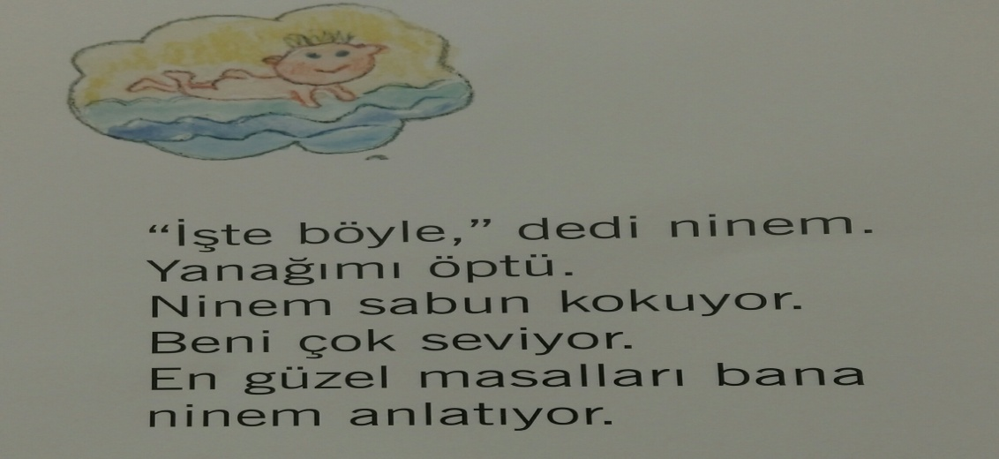 “İşte böyle,” dedi ninem.
Yanağımı öptü.
Ninem sabun kokuyor.
Beni çok seviyor.
En güzel masalları bana
ninem anlatıyor.